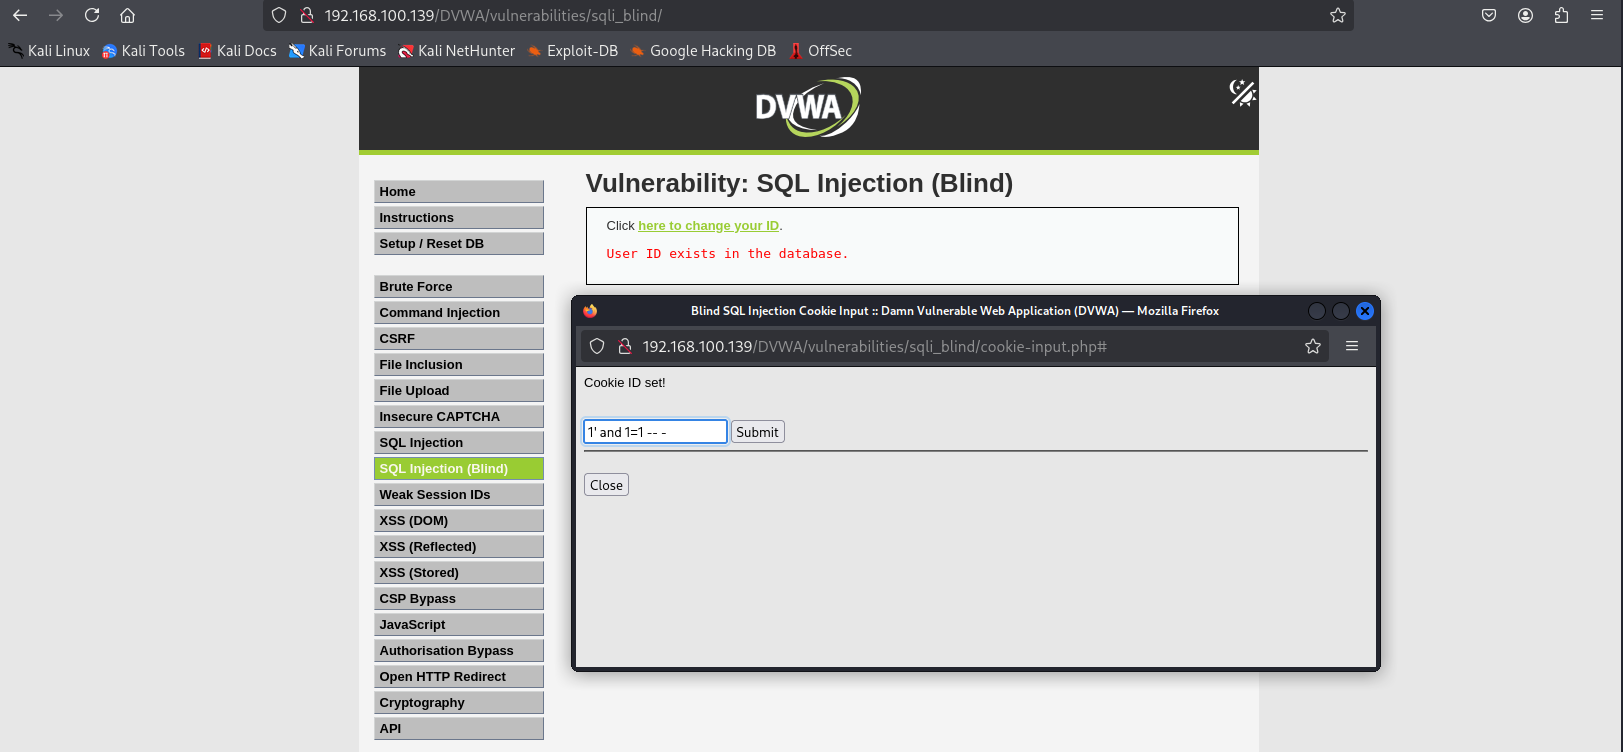 192.168.100.139/DVWA/vulnerabilities/sqli_blind/
Kali Linux Kali Tools Kali Docs Kali Forums Kali NetHunter Exploit-DB Google Hacking DB OffSec
DVWA
Home
Instructions
Setup / Reset DB
Brute Force
Command Injection
CSRF
File Inclusion
File Upload
Insecure CAPTCHA
SQL Injection
SQL Injection (Blind)
Weak Session IDs
XSS (DOM)
XSS (Reflected)
XSS (Stored)
CSP Bypass
JavaScript
Authorisation Bypass
Open HTTP Redirect
Cryptography
API
Vulnerability: SQL Injection (Blind)
Click here to change your ID.
User ID exists in the database.
Blind SQL Injection Cookie Input :: Damn Vulnerable Web Application (DVWA) — Mozilla Firefox
192.168.100.139/DVWA/vulnerabilities/sqli_blind/cookie-input.php#
Cookie ID set!
1' and 1=1 -- - Submit
Close